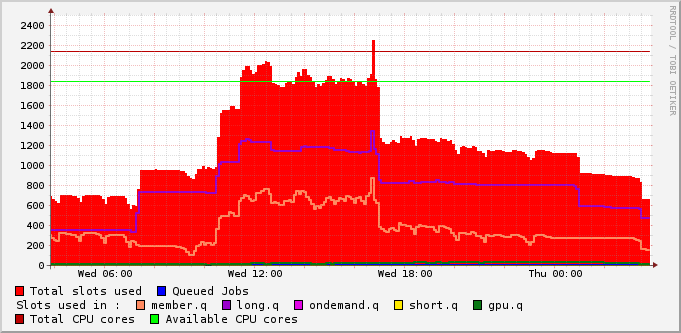 RRDTOOL / TOBI OETIKER
2400
2200
2000
1800
1600
1400
1200
1000
800
600
400
200
0
Wed 06:00 Wed 12:00 Wed 18:00 Thu 00:00
Total slots used Queued Jobs
Slots used in : member.q long.q ondemand.q short.q gpu.q
Total CPU cores Available CPU cores